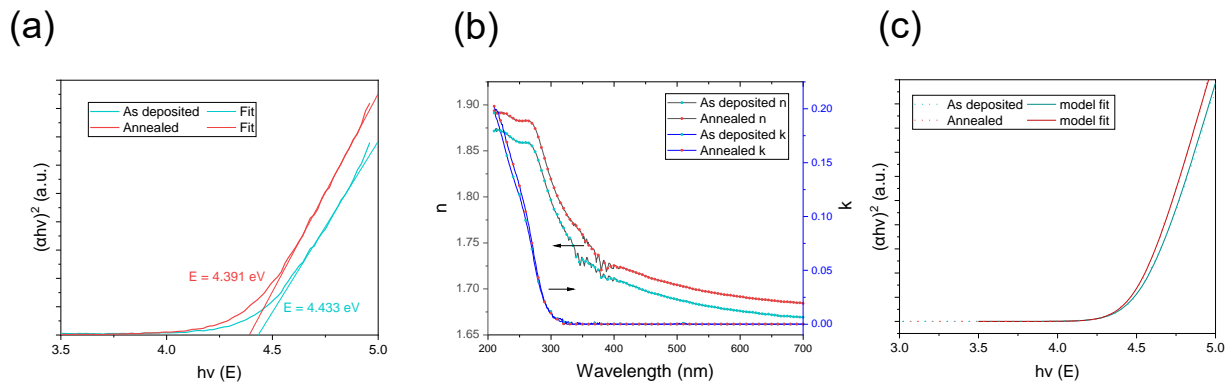 (a)
(αhν)² (a.u.)
As deposited Fit
Annealed Fit
E = 4.391 eV
E = 4.433 eV
3.5 4.0 4.5 5.0
hν (E)
(b)
n
1.90
1.85
1.80
1.75
1.70
1.65
As deposited n
Annealed n
As deposited k
Annealed k
0.20
0.15
0.10
0.05
0.00
k
200 300 400 500 600 700
Wavelength (nm)
(c)
(αhν)² (a.u.)
As deposited model fit
Annealed model fit
3.0 3.5 4.0 4.5 5.0
hν (E)